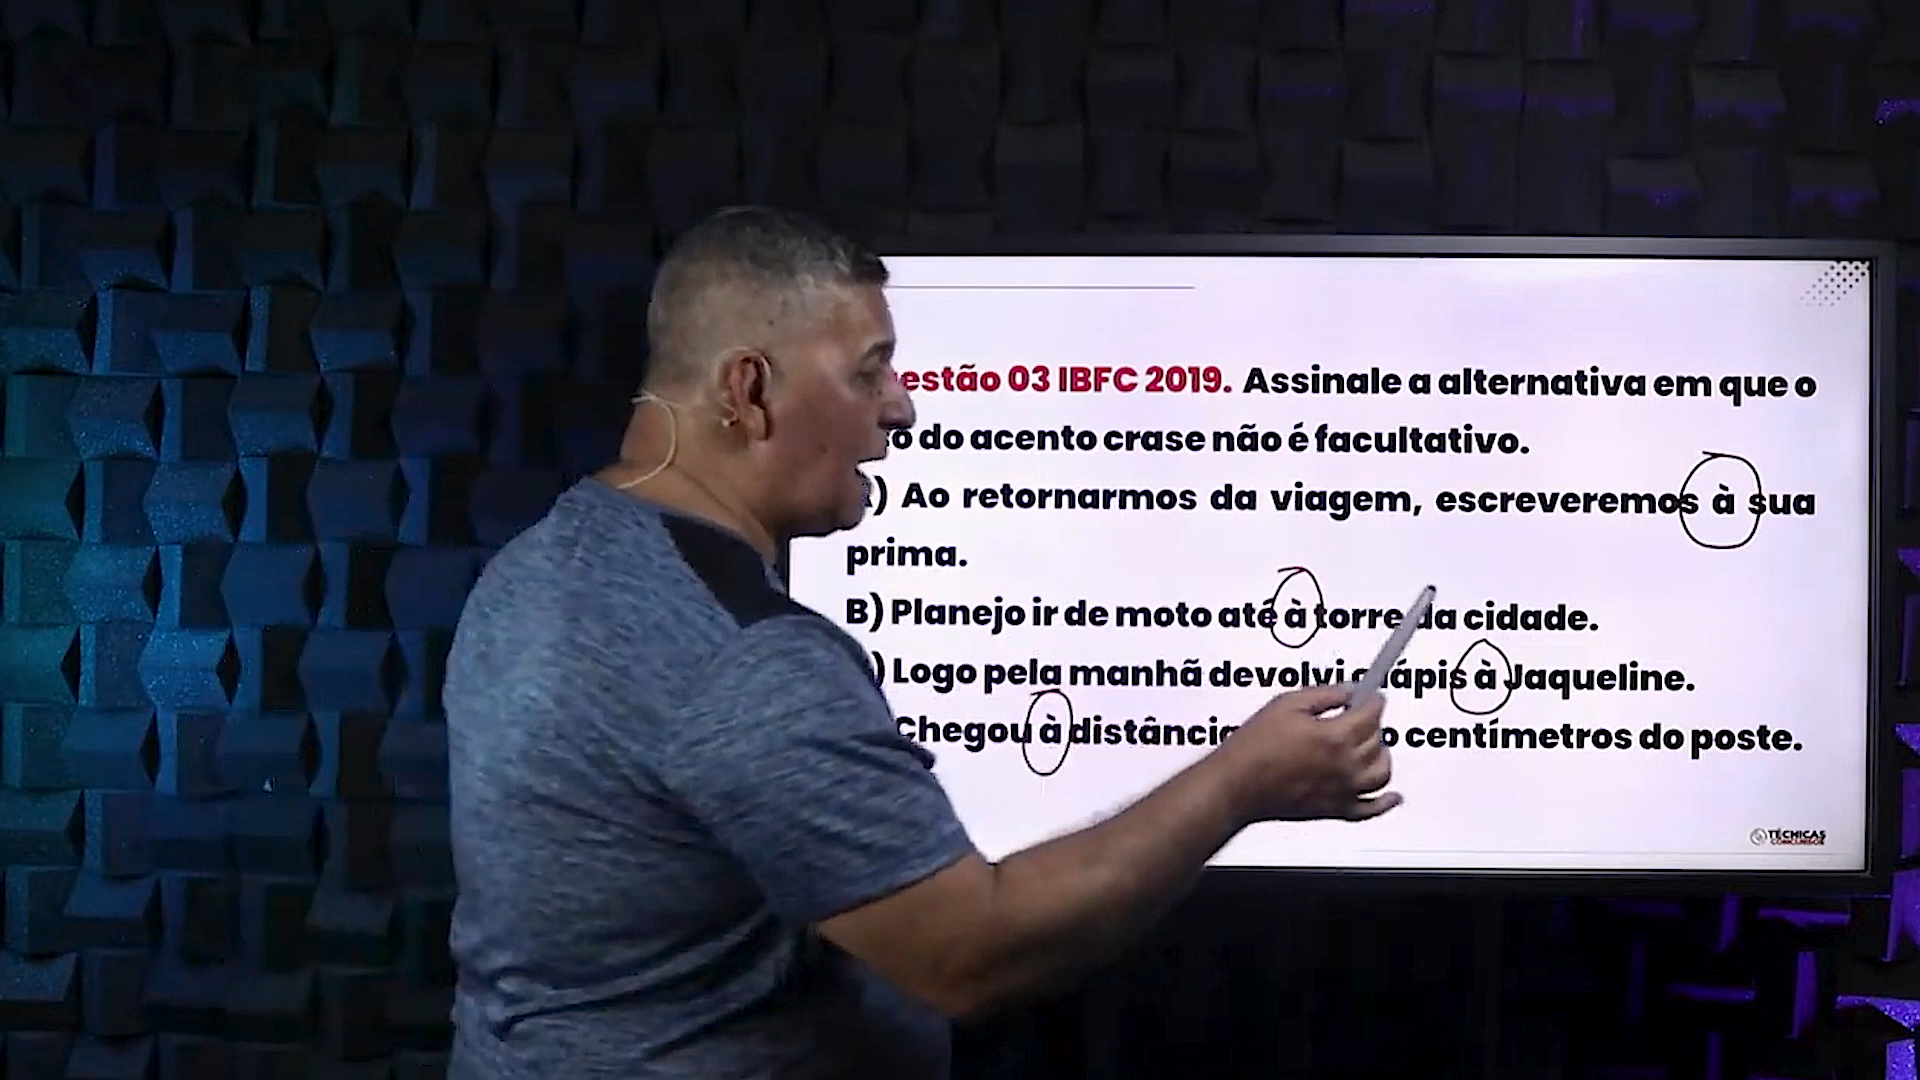 estão 03 IBFC 2019. Assinale a alternativa em que o
do acento crase não é facultativo.
) Ao retornarmos da viagem, escreveremos à sua
prima.
B) Planejo ir de moto até à torre da cidade.
) Logo pela manhã devolvi o lápis à Jaqueline.
Chegou à distância centímetros do poste.
TÉCNICAS
CONCURSOS